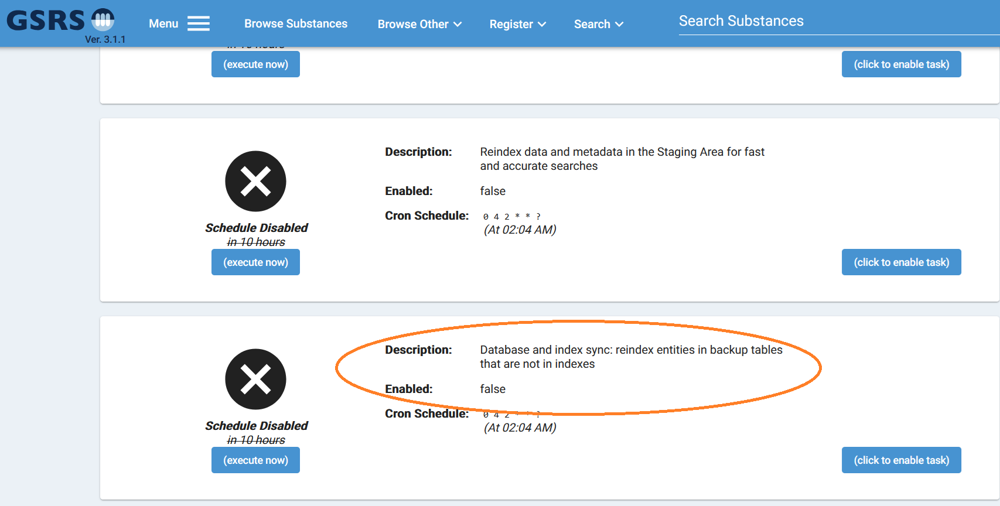 GSRS
Ver. 3.1.1
Menu
Browse Substances
Browse Other
Register
Search
Search Substances
in 10 hours
(execute now)
(click to enable task)
Description: Reindex data and metadata in the Staging Area for fast
and accurate searches
Enabled: false
Cron Schedule: 0 4 2 * * ?
(At 02:04 AM)
Schedule Disabled
in 10 hours
(execute now)
(click to enable task)
Description: Database and index sync: reindex entities in backup tables
that are not in indexes
Enabled: false
Cron Schedule: 0 4 2 * * ?
(At 02:04 AM)
Schedule Disabled
in 10 hours
(execute now)
(click to enable task)